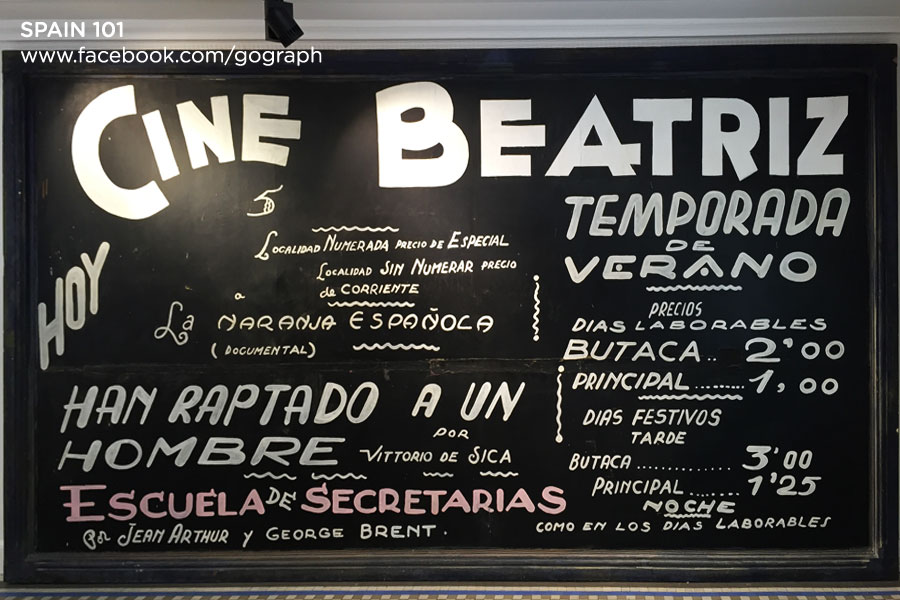 SPAIN 101
www.facebook.com/gograph
CINE BEATRIZ
HOY
LOCALIDAD NUMERADA PRECIO DE ESPECIAL
LOCALIDAD SIN NUMERAR PRECIO
de CORRIENTE
a
La NARANJA ESPAÑOLA
(DOCUMENTAL)
HAN RAPTADO A UN
HOMBRE POR VITTORIO DE SICA
ESCUELA DE SECRETARIAS
por JEAN ARTHUR Y GEORGE BRENT.
TEMPORADA
DE
VERANO
PRECIOS
DIAS LABORABLES
BUTACA.. 2'00
PRINCIPAL......... 1,00
DIAS FESTIVOS
TARDE
BUTACA ............. 3'00
PRINCIPAL ....... 1'25
NOCHE
COMO EN LOS DIAS LABORABLES